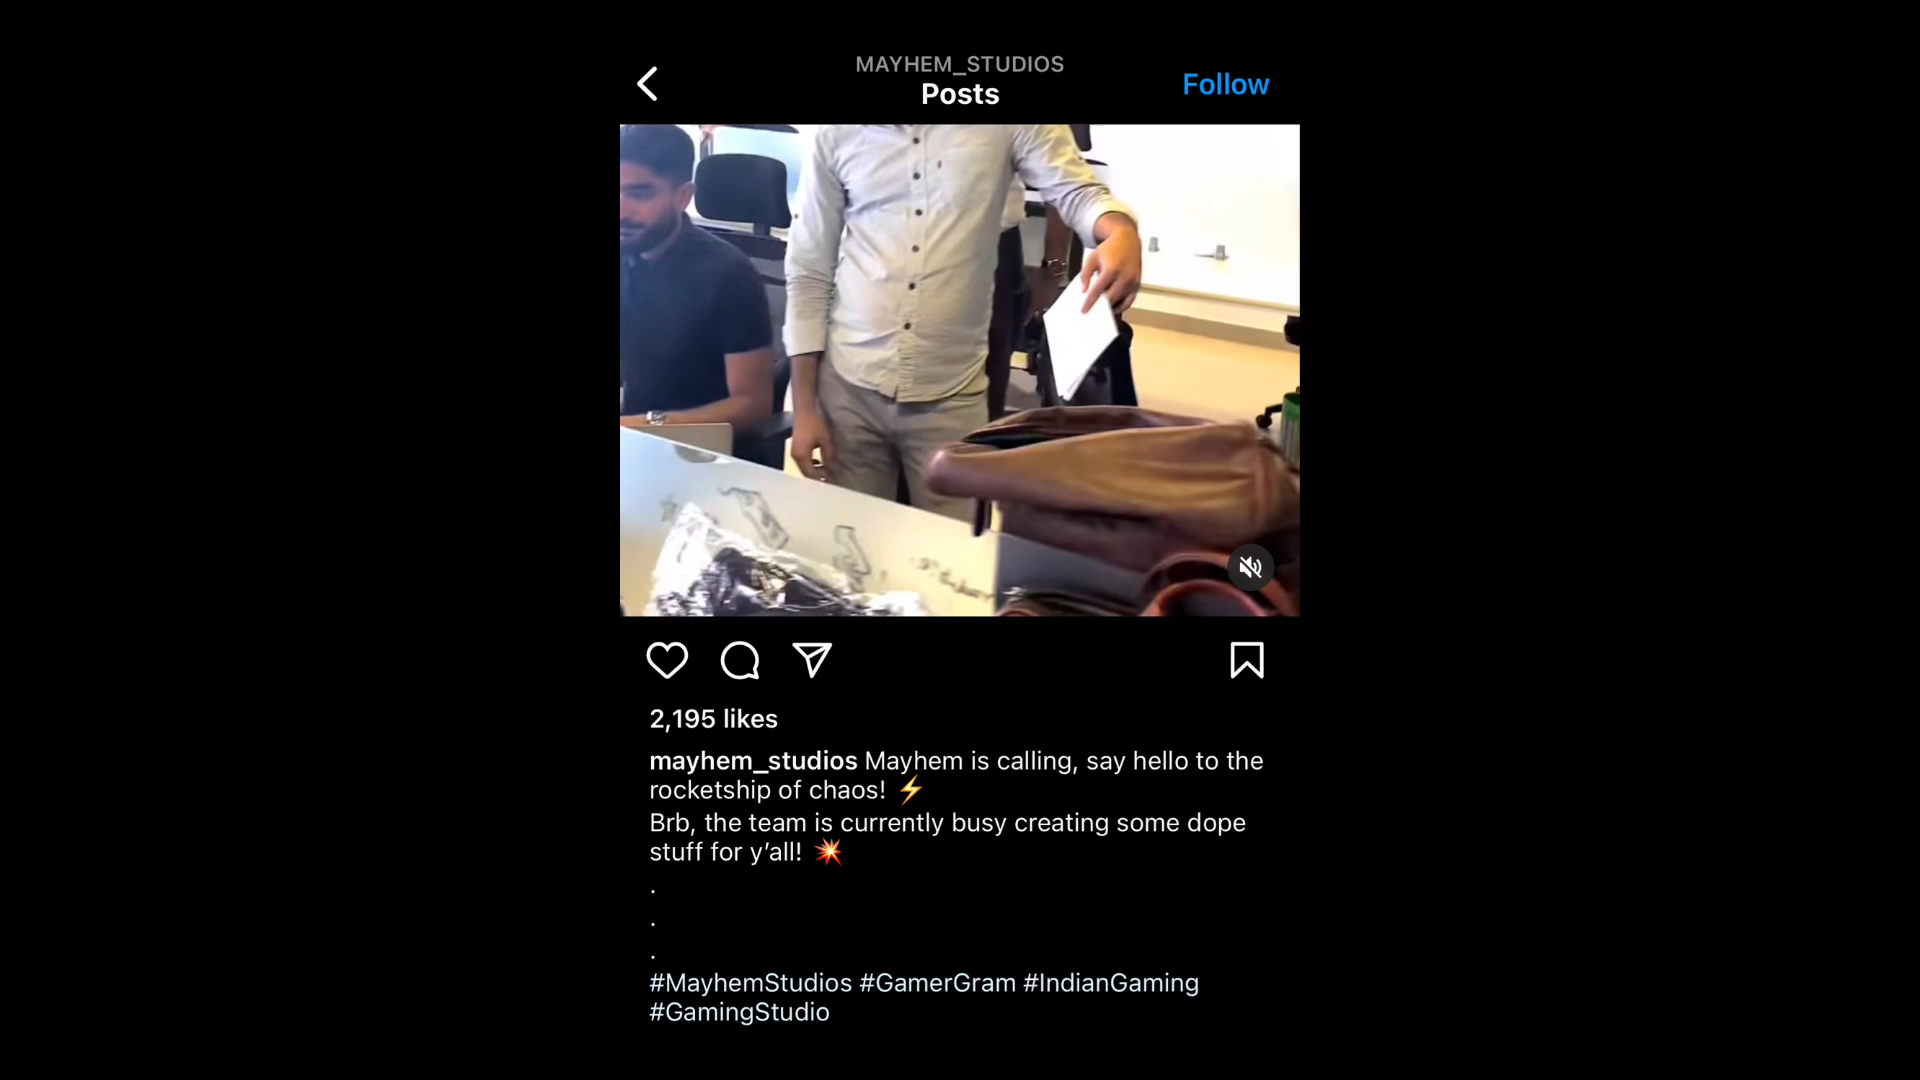 MAYHEM_STUDIOS
Posts
Follow
2,195 likes
mayhem_studios Mayhem is calling, say hello to the
rocketship of chaos! ⚡
Brb, the team is currently busy creating some dope
stuff for y’all! 💥
.
.
.
#MayhemStudios #GamerGram #IndianGaming
#GamingStudio